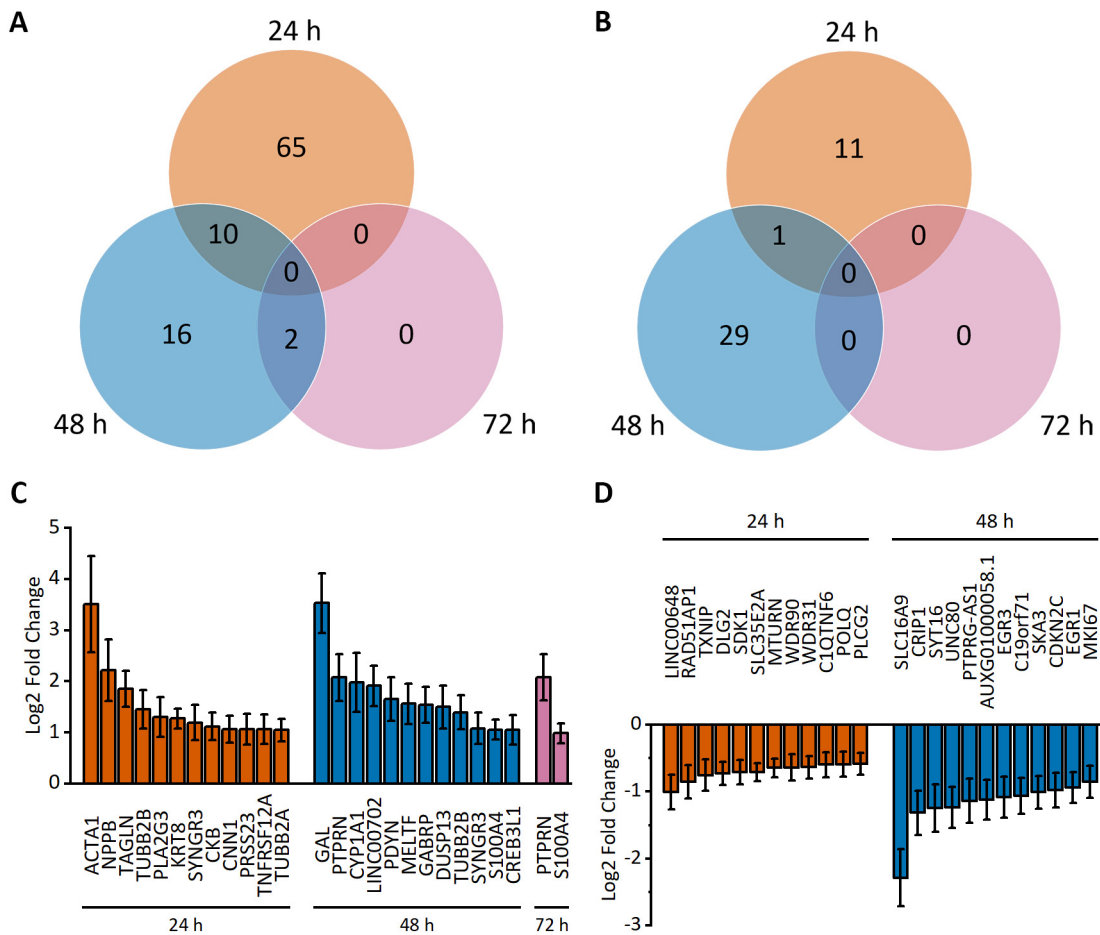 A
24 h
65
10
0
0
16
2
0
48 h
72 h
B
24 h
11
1
0
0
29
0
0
48 h
72 h
C
Log2 Fold Change
5
4
3
2
1
0
ACTA1
NPPB
TAGLN
TUBB2B
PLA2G3
KRT8
SYNGR3
CKB
CNN1
PRSS23
TNFRSF12A
TUBB2A
GAL
PTPRN
CYP1A1
LINC00702
PDYN
MELTF
GABRP
DUSP13
TUBB2B
SYNGR3
S100A4
CREB3L1
PTPRN
S100A4
24 h
48 h
72 h
D
24 h
48 h
LINC00648
RAD51AP1
TXNIP
DLG2
SDK1
SLC35E2A
MTURN
WDR90
WDR31
C1QTNF6
POLQ
PLCG2
SLC16A9
CRIP1
SYT16
UNC80
PTPRG-AS1
AUXG01000058.1
EGR3
C19orf71
SKA3
CDKN2C
EGR1
MKI67
Log2 Fold Change
0
-1
-2
-3